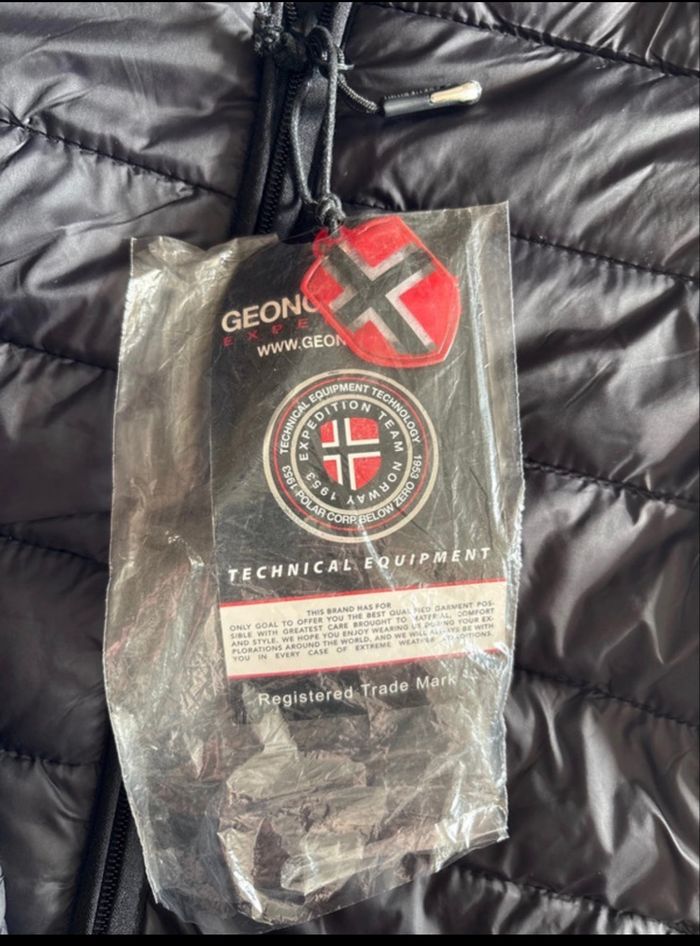 GEONO
EXPE
WWW.GEON
TECHNICAL EQUIPMENT TECHNOLOGY
1953 POLAR CORP. BELOW ZERO 1953
EXPEDITION TEAM NORWAY 1953
TECHNICAL EQUIPMENT
THIS BRAND HAS FOR
ONLY GOAL TO OFFER YOU THE BEST QUALIFIED GARMENT POS-
SIBLE WITH GREATEST CARE BROUGHT TO MATERIAL, COMFORT
AND STYLE. WE HOPE YOU ENJOY WEARING US DURING YOUR EX-
PLORATIONS AROUND THE WORLD, AND WE WILL ALWAYS BE WITH
YOU IN EVERY CASE OF EXTREME WEATHER CONDITIONS.
Registered Trade Mark